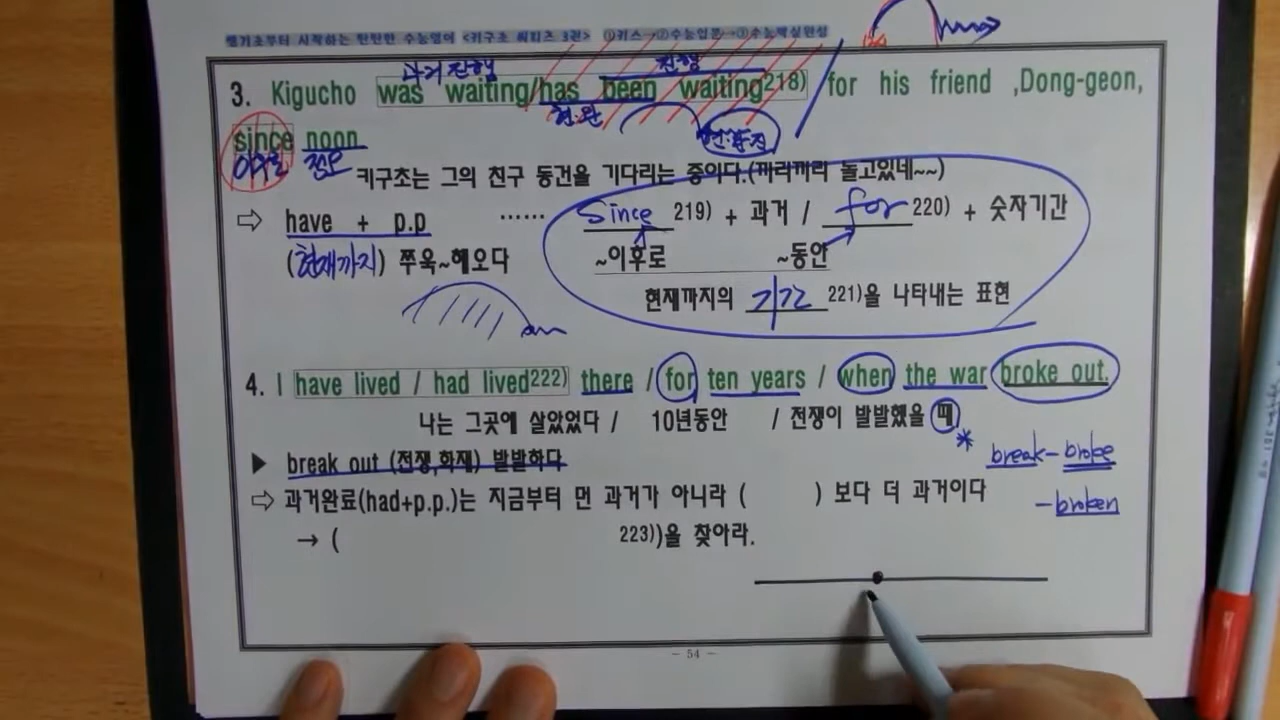 쌩기초부터 시작하는 탄탄한 수능영어 <키구초 씨리즈 3권> ①키스→②수능입문→③수능핵실완성
과거진행 진행
3. Kigucho was waiting/has been waiting218) for his friend ,Dong-geon,
현.완
since noon
이후로 정오
키구초는 그의 친구 동건을 기다리는 중이다.(까리까리 돌고있네~~)
⇨ have + p.p ······ Since 219) + 과거 / for 220) + 숫자기간
(현재까지) 쭈욱~해오다 ~이후로 ~동안
현재까지의 기간 221)을 나타내는 표현
4. I have lived / had lived222) there / for ten years / when the war broke out.
나는 그곳에 살았었다 / 10년동안 / 전쟁이 발발했을 때
▶ break out (전쟁,화재) 발발하다 * break - broke
⇨ 과거완료(had+p.p.)는 지금부터 먼 과거가 아니라 ( ) 보다 더 과거이다 - broken
→ ( 223))을 찾아라.
- 54 -